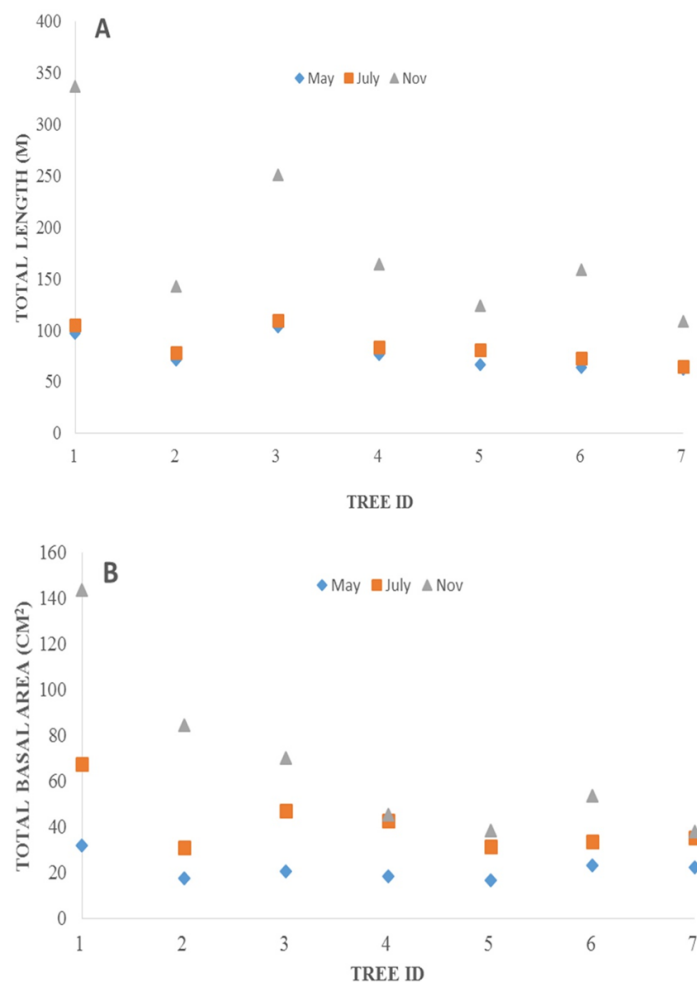 A
May July Nov
400
350
300
250
200
150
100
50
0
TOTAL LENGTH (M)
1 2 3 4 5 6 7
TREE ID
B
May July Nov
160
140
120
100
80
60
40
20
0
TOTAL BASAL AREA (CM²)
1 2 3 4 5 6 7
TREE ID